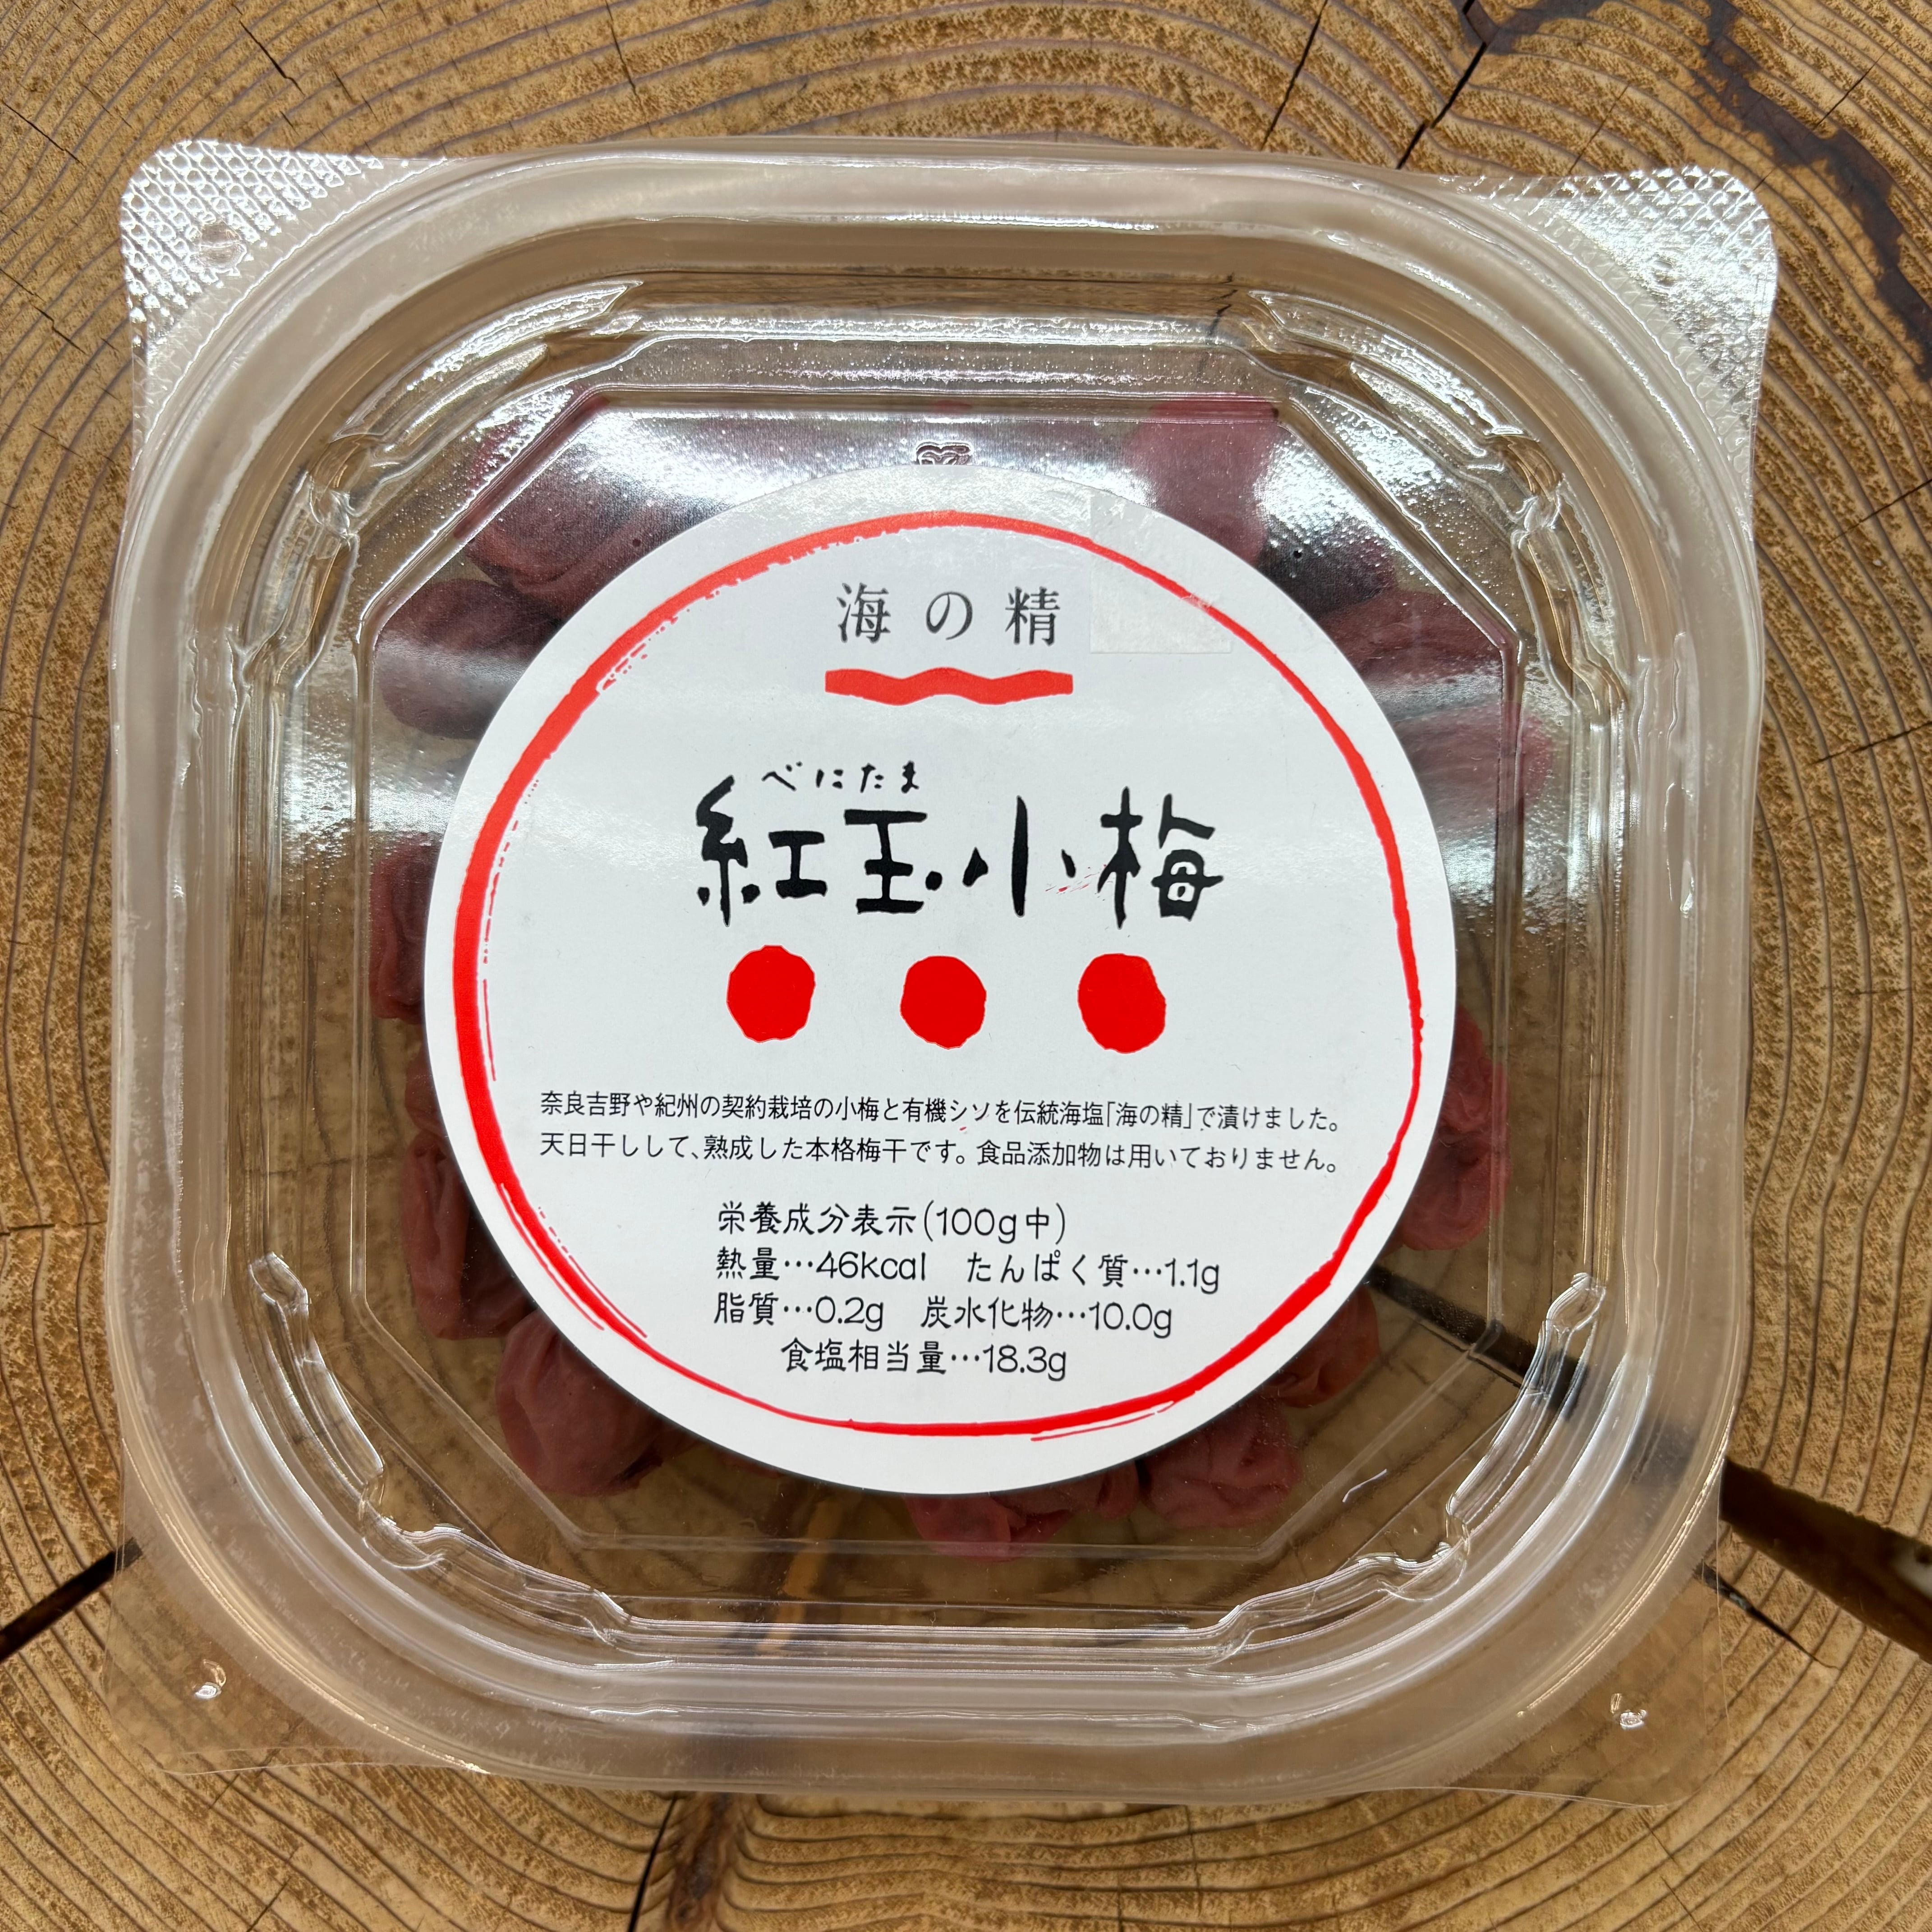 海の精
べにたま
紅玉小梅
奈良吉野や紀州の契約栽培の小梅と有機シソを伝統海塩「海の精」で漬けました。
天日干しして、熟成した本格梅干です。食品添加物は用いておりません。
栄養成分表示(100g中)
熱量…46kcal　たんぱく質…1.1g
脂質…0.2g　炭水化物…10.0g
食塩相当量…18.3g